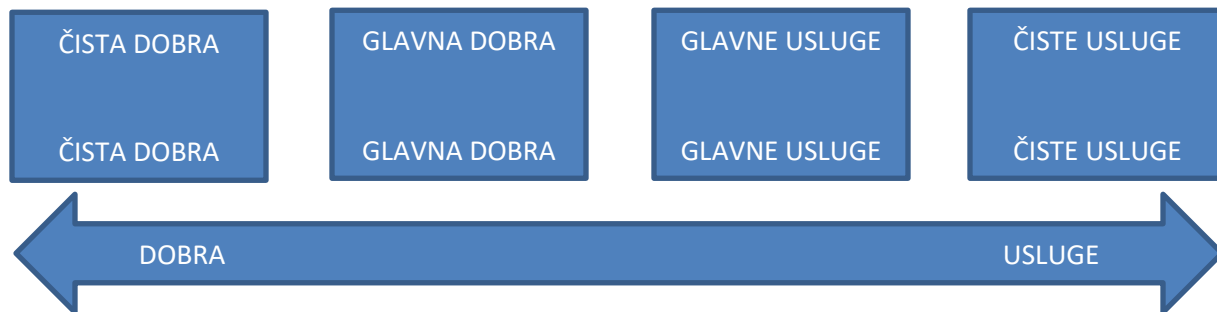 ČISTA DOBRA
ČISTA DOBRA
GLAVNA DOBRA
GLAVNA DOBRA
GLAVNE USLUGE
GLAVNE USLUGE
ČISTE USLUGE
ČISTE USLUGE
DOBRA
USLUGE